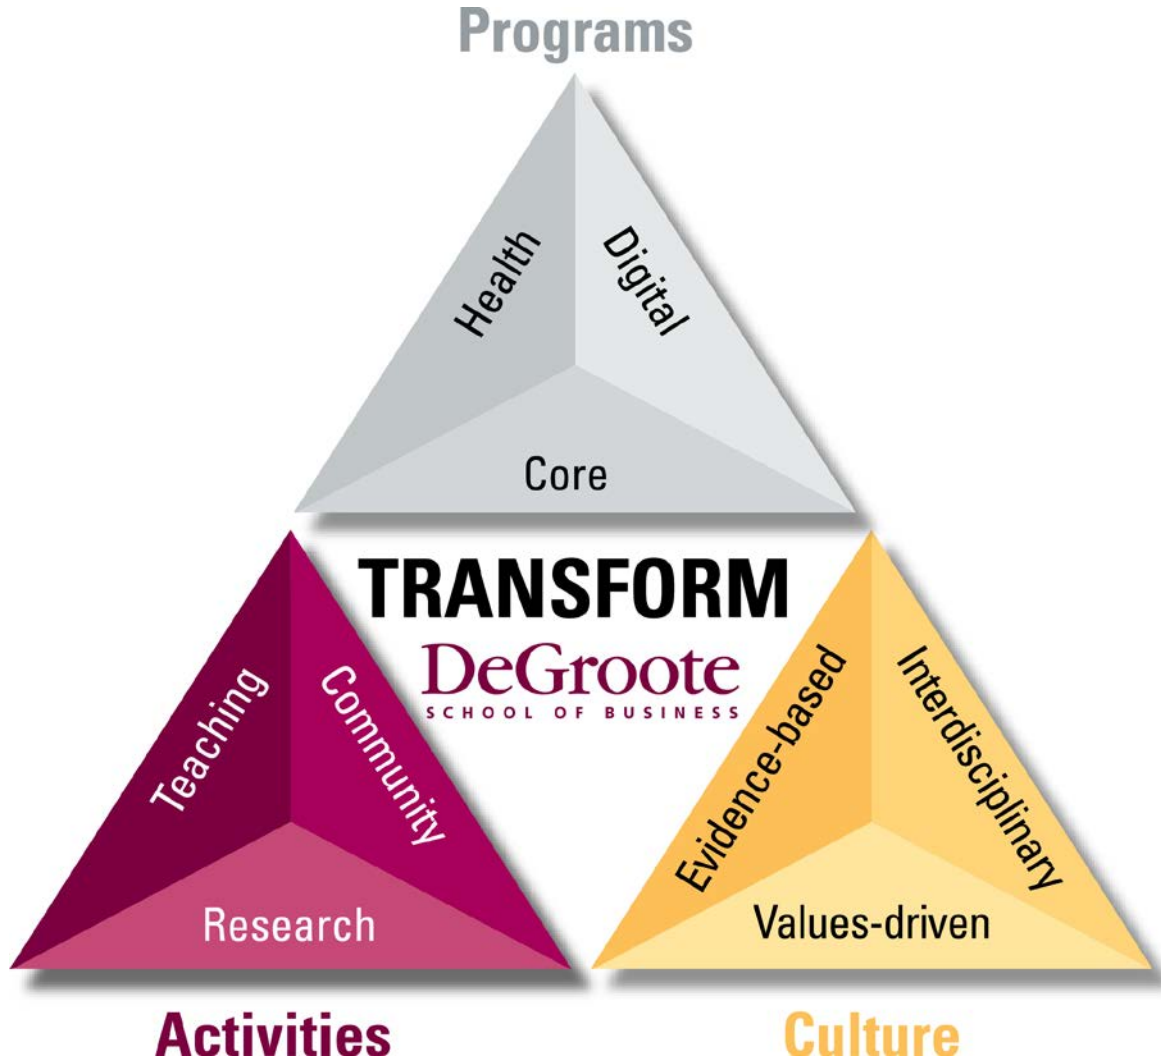 Programs
Health
Digital
Core
TRANSFORM
DeGroote
SCHOOL OF BUSINESS
Teaching
Community
Research
Evidence-based
Interdisciplinary
Values-driven
Activities
Culture